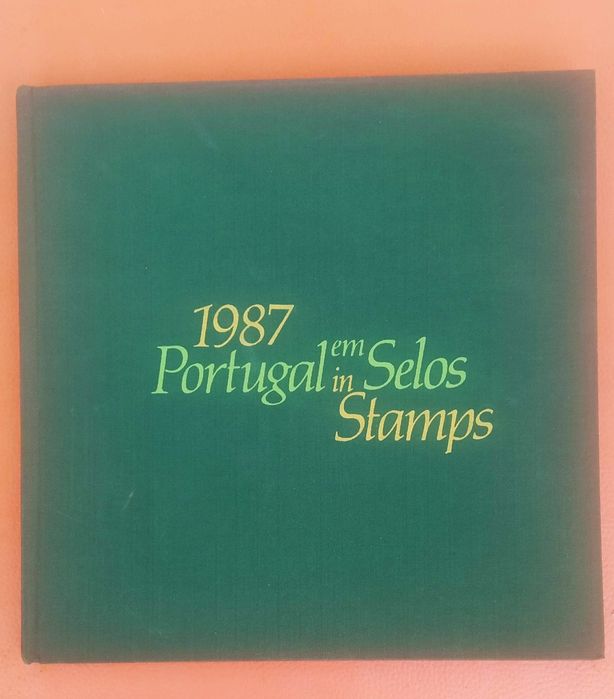 1987
Portugal em Selos
in
Stamps